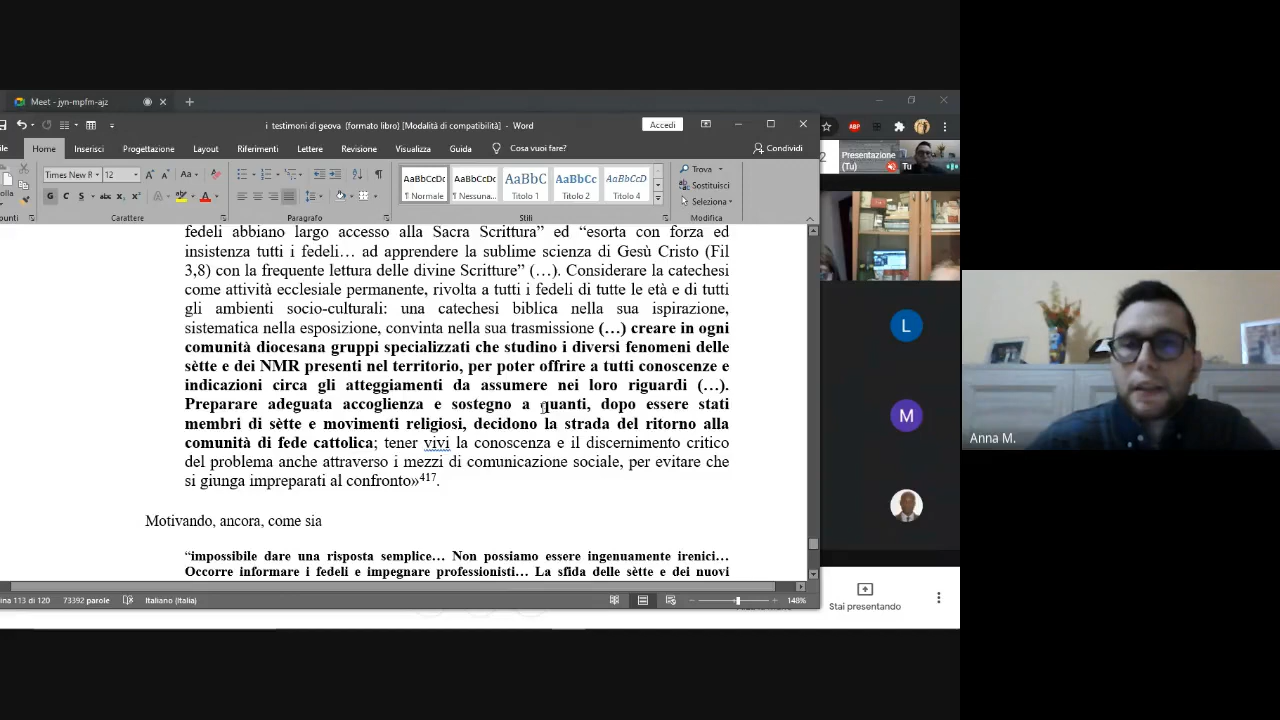 Meet - jyn-mpfm-ajz
i testimoni di geova (formato libro) [Modalità di compatibilità] - Word
Accedi
ABP
Home Inserisci Progettazione Layout Riferimenti Lettere Revisione Visualizza Guida Cosa vuoi fare? Condividi
2 Presentazione
(Tu) Tu
Times New R 12 Aa
G C S abc x₂ x²
AaBbCcDc AaBbCcDc AaBbC AaBbCc AaBbCcD
¶ Normale ¶ Nessuna... Titolo 1 Titolo 2 Titolo 4
Trova
Sostituisci
Seleziona
Carattere Paragrafo Stili Modifica
fedeli abbiano largo accesso alla Sacra Scrittura” ed “esorta con forza ed
insistenza tutti i fedeli… ad apprendere la sublime scienza di Gesù Cristo (Fil
3,8) con la frequente lettura delle divine Scritture” (…). Considerare la catechesi
come attività ecclesiale permanente, rivolta a tutti i fedeli di tutte le età e di tutti
gli ambienti socio-culturali: una catechesi biblica nella sua ispirazione,
sistematica nella esposizione, convinta nella sua trasmissione (…) creare in ogni
comunità diocesana gruppi specializzati che studino i diversi fenomeni delle
sètte e dei NMR presenti nel territorio, per poter offrire a tutti conoscenze e
indicazioni circa gli atteggiamenti da assumere nei loro riguardi (…).
Preparare adeguata accoglienza e sostegno a quanti, dopo essere stati
membri di sètte e movimenti religiosi, decidono la strada del ritorno alla
comunità di fede cattolica; tener vivi la conoscenza e il discernimento critico
del problema anche attraverso i mezzi di comunicazione sociale, per evitare che
si giunga impreparati al confronto»417.
Motivando, ancora, come sia
“impossibile dare una risposta semplice… Non possiamo essere ingenuamente irenici…
Occorre informare i fedeli e impegnare professionisti… La sfida delle sètte e dei nuovi
113 di 120 73392 parole Italiano (Italia) 148%
L
M
Stai presentando
Anna M.